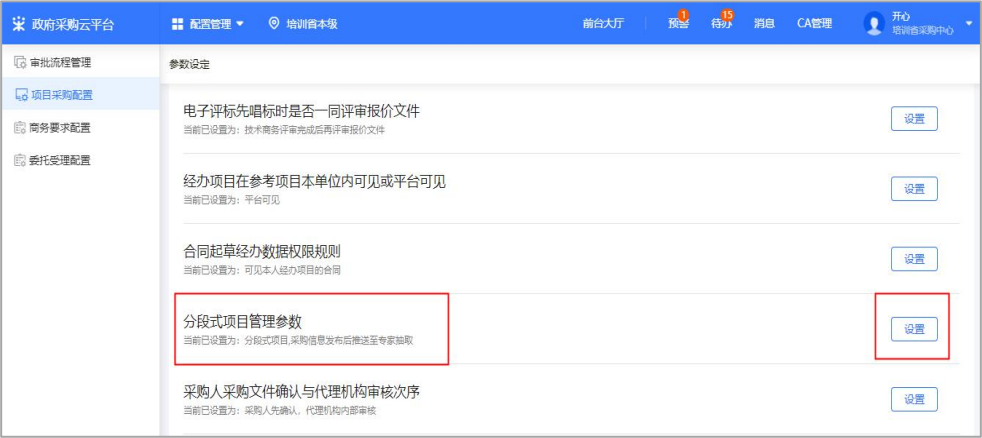 政府采购云平台 配置管理 培训省本级 前台大厅 预警 1 待办 15 消息 CA管理 开心
培训省采购中心
审批流程管理 参数设定
项目采购配置
商务要求配置
委托受理配置
电子评标先唱标时是否一同评审报价文件 设置
当前已设置为：技术商务评审完成后再评审报价文件
经办项目在参考项目本单位内可见或平台可见 设置
当前已设置为：平台可见
合同起草经办数据权限规则 设置
当前已设置为：可见本人经办项目的合同
分段式项目管理参数 设置
当前已设置为：分段式项目,采购信息发布后推送至专家抽取
采购人采购文件确认与代理机构审核次序 设置
当前已设置为：采购人先确认，代理机构内部审核